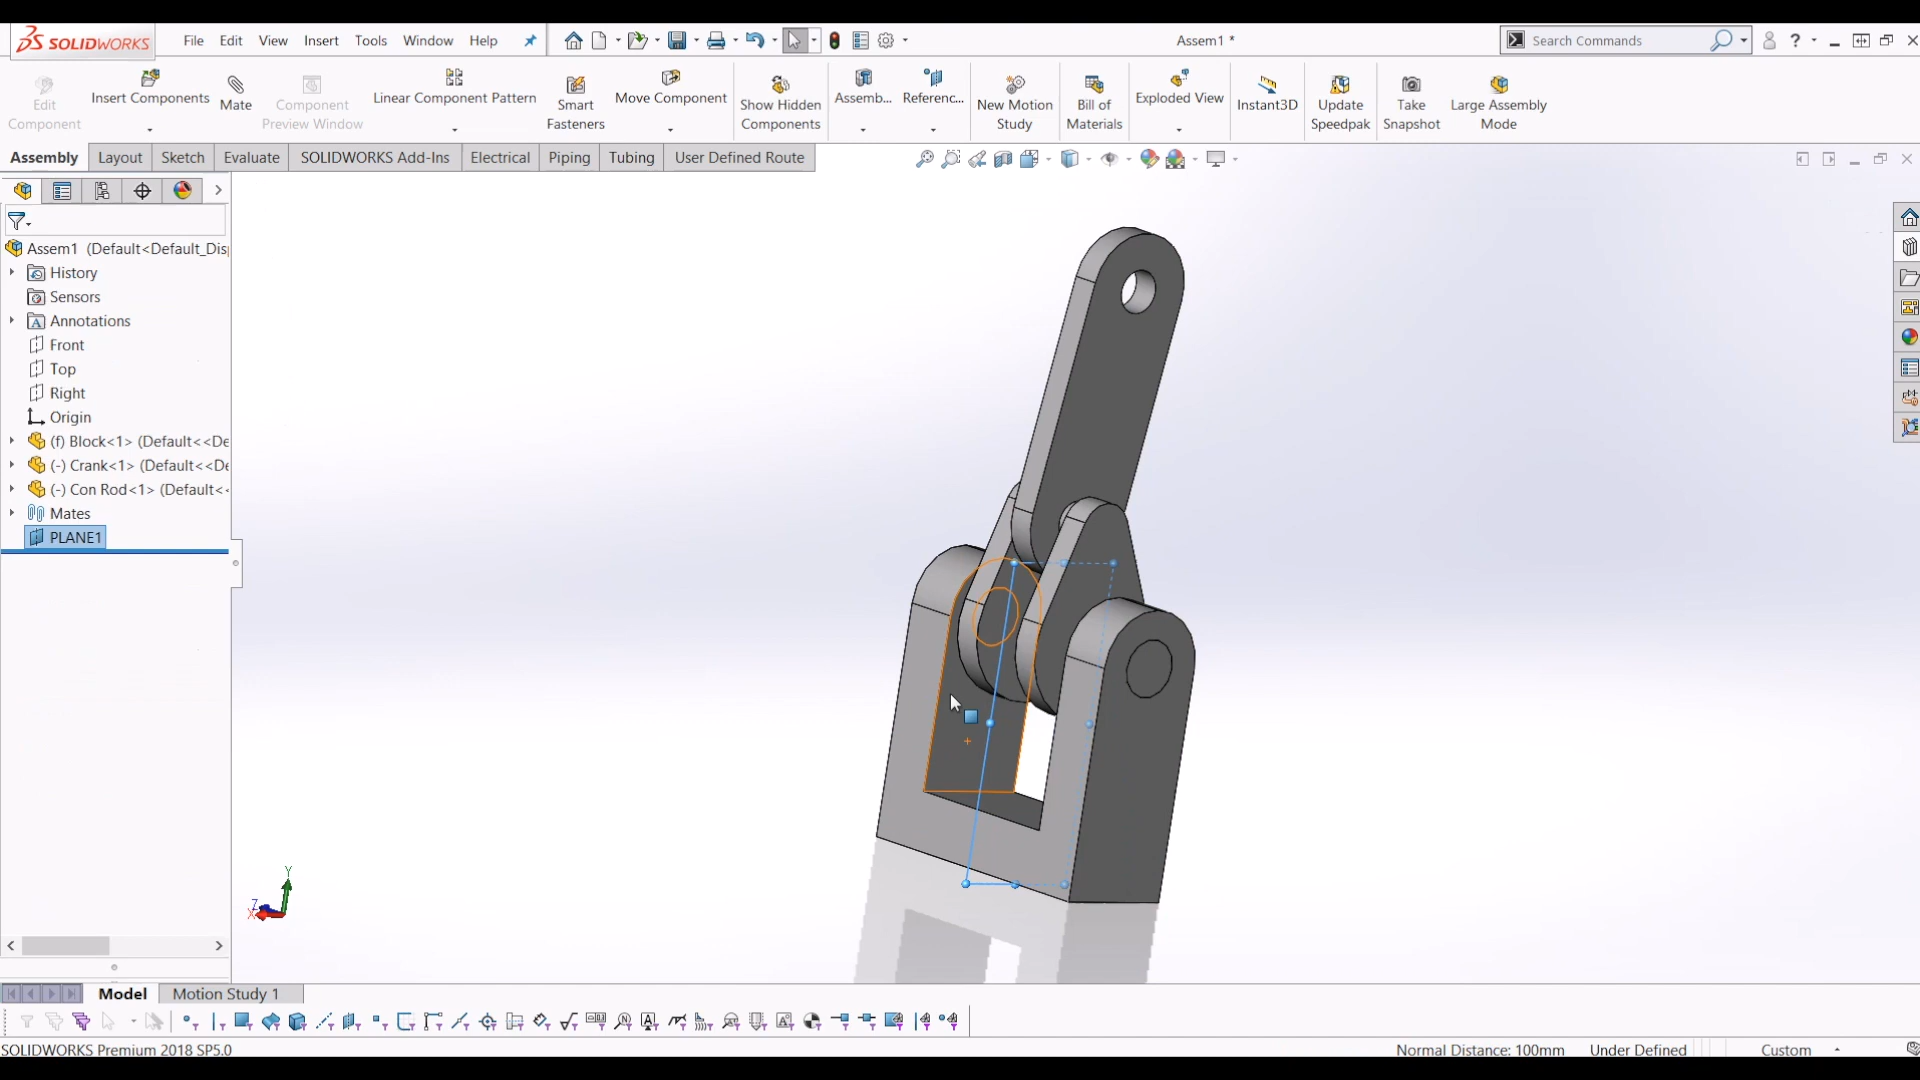 SOLIDWORKS File Edit View Insert Tools Window Help Assem1 * Search Commands
Edit Component
Insert Components
Mate
Component Preview Window
Linear Component Pattern
Smart Fasteners
Move Component
Show Hidden Components
Assemb...
Referenc...
New Motion Study
Bill of Materials
Exploded View
Instant3D
Update Speedpak
Take Snapshot
Large Assembly Mode
Assembly Layout Sketch Evaluate SOLIDWORKS Add-Ins Electrical Piping Tubing User Defined Route
Assem1 (Default<Default_Dis
History
Sensors
Annotations
Front
Top
Right
Origin
(f) Block<1> (Default<<De
(-) Crank<1> (Default<<De
(-) Con Rod<1> (Default<<
Mates
PLANE1
Y
Z
X
Model Motion Study 1
SOLIDWORKS Premium 2018 SP5.0 Normal Distance: 100mm Under Defined Custom